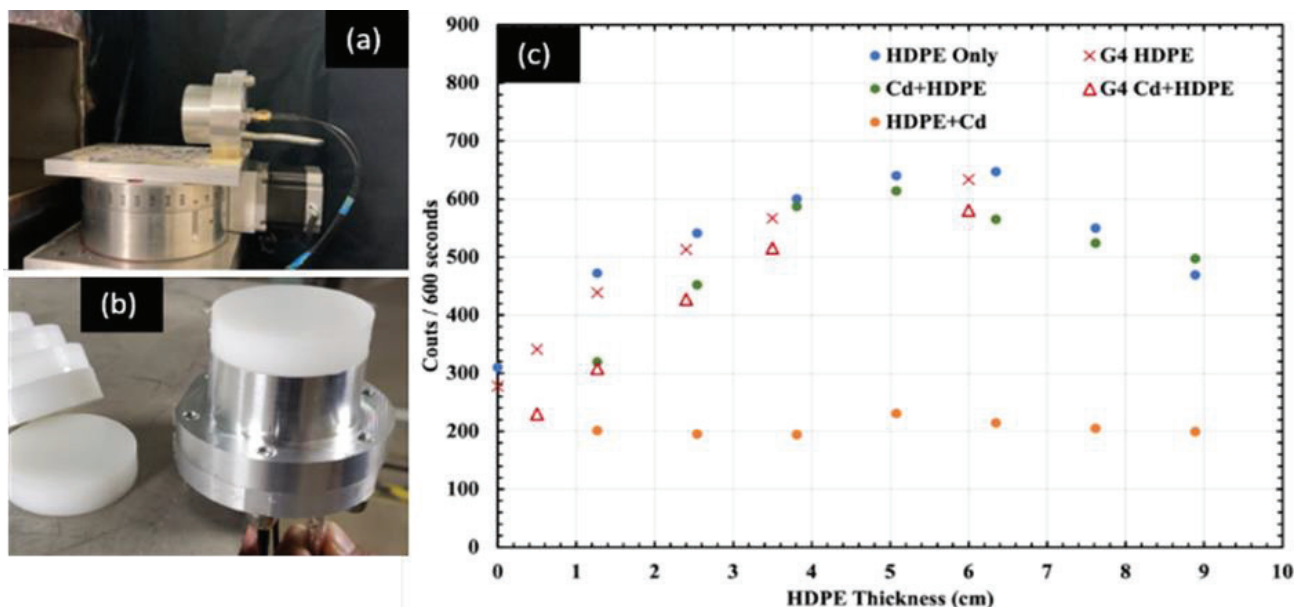 (a)
(b)
(c)
900
800
700
600
500
400
300
200
100
0
Couts / 600 seconds
HDPE Only
G4 HDPE
Cd+HDPE
G4 Cd+HDPE
HDPE+Cd
0 1 2 3 4 5 6 7 8 9 10
HDPE Thickness (cm)